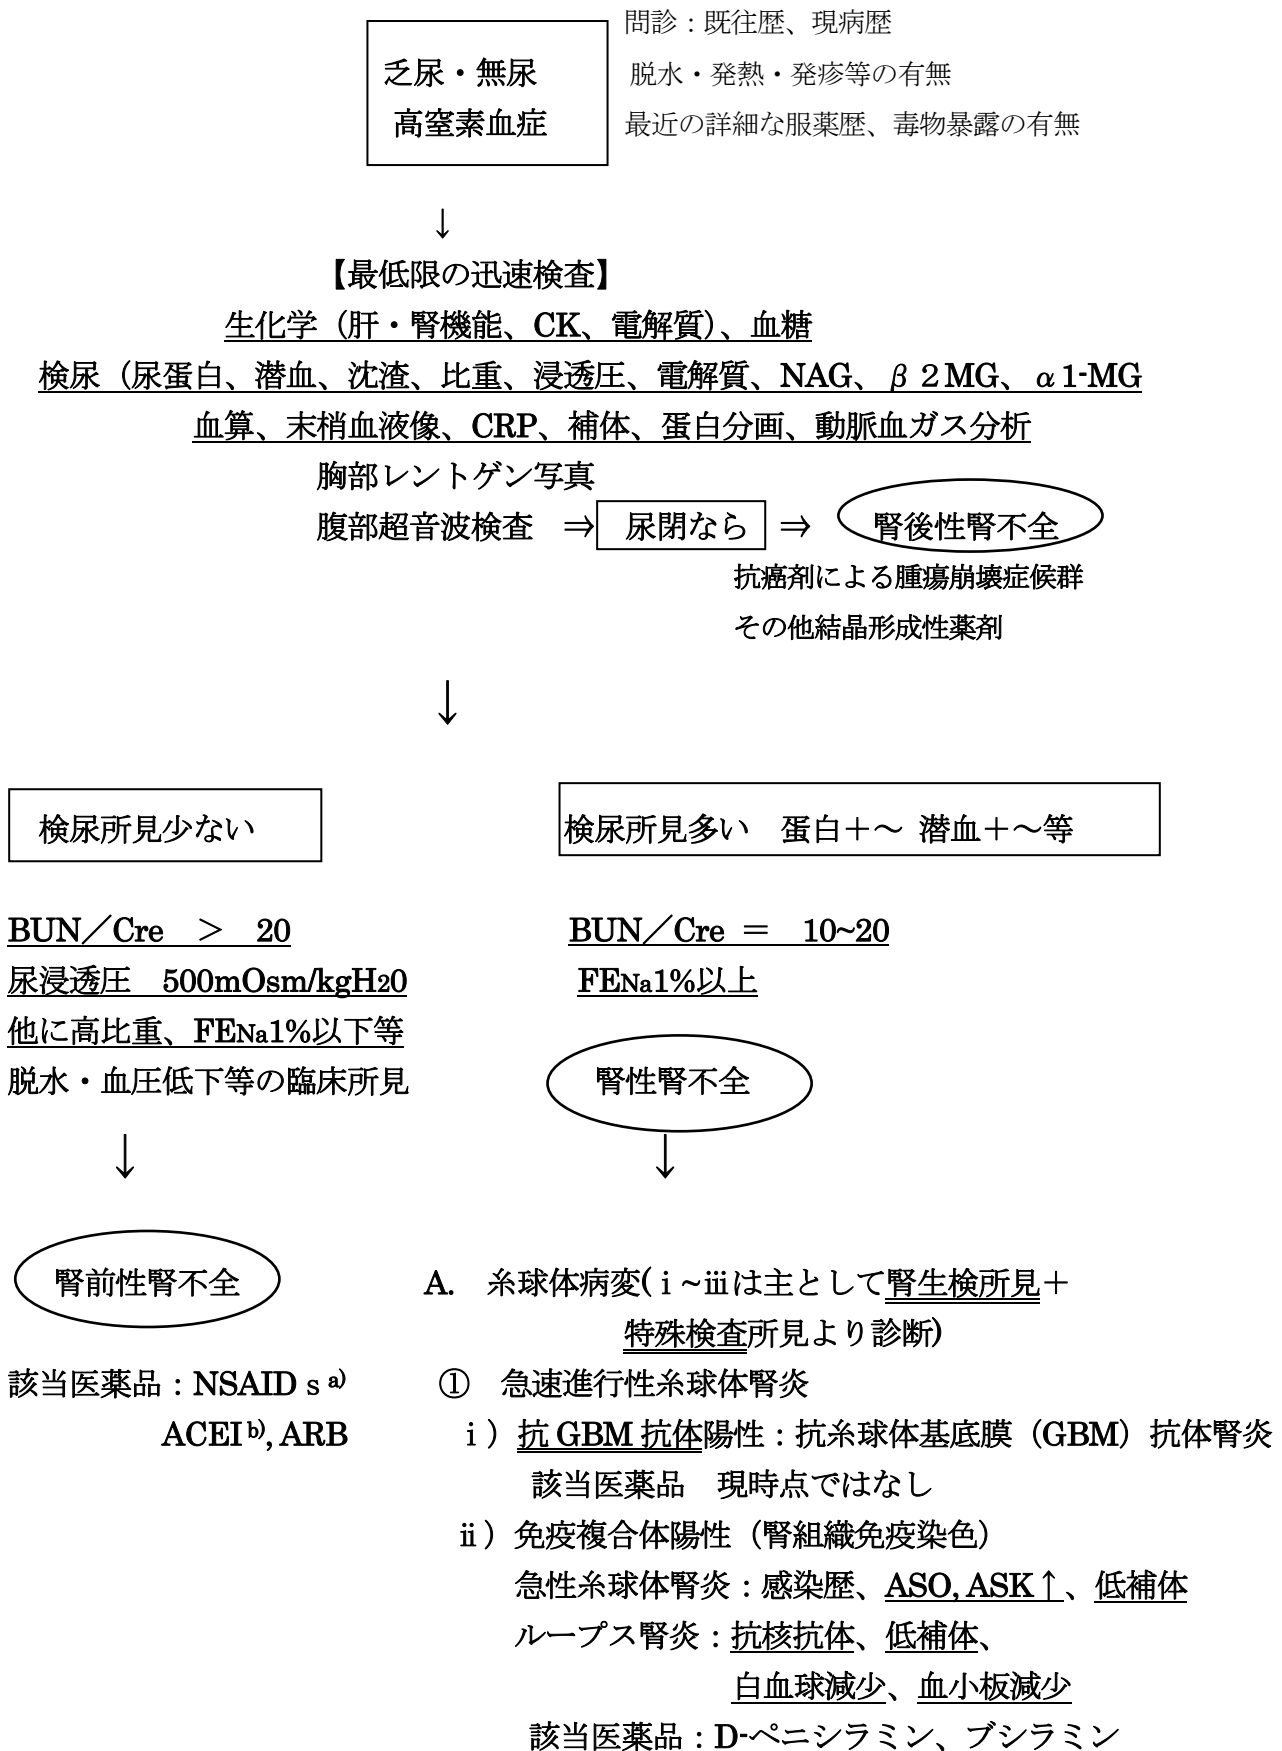 問診：既往歴、現病歴
乏尿・無尿
脱水・発熱・発疹等の有無
高窒素血症
最近の詳細な服薬歴、毒物暴露の有無
↓
【最低限の迅速検査】
生化学（肝・腎機能、CK、電解質）、血糖
検尿（尿蛋白、潜血、沈渣、比重、浸透圧、電解質、NAG、β２MG、α1-MG
血算、末梢血液像、CRP、補体、蛋白分画、動脈血ガス分析
胸部レントゲン写真
腹部超音波検査　⇒ 尿閉なら ⇒ 腎後性腎不全
抗癌剤による腫瘍崩壊症候群
その他結晶形成性薬剤
↓
検尿所見少ない
検尿所見多い　蛋白＋～ 潜血＋～等
BUN／Cre　＞　20
尿浸透圧　500mOsm/kgH20
他に高比重、FENa1%以下等
脱水・血圧低下等の臨床所見
↓
腎前性腎不全
該当医薬品：NSAIDｓa)
ACEI b), ARB
BUN／Cre ＝　10~20
FENa1%以上
腎性腎不全
↓
A.　糸球体病変(ⅰ~ⅲは主として腎生検所見＋
特殊検査所見より診断)
①　急速進行性糸球体腎炎
ⅰ）抗 GBM 抗体陽性：抗糸球体基底膜（GBM）抗体腎炎
該当医薬品　現時点ではなし
ⅱ）免疫複合体陽性（腎組織免疫染色）
急性糸球体腎炎：感染歴、ASO, ASK↑、低補体
ループス腎炎：抗核抗体、低補体、
白血球減少、血小板減少
該当医薬品：D-ペニシラミン、ブシラミン